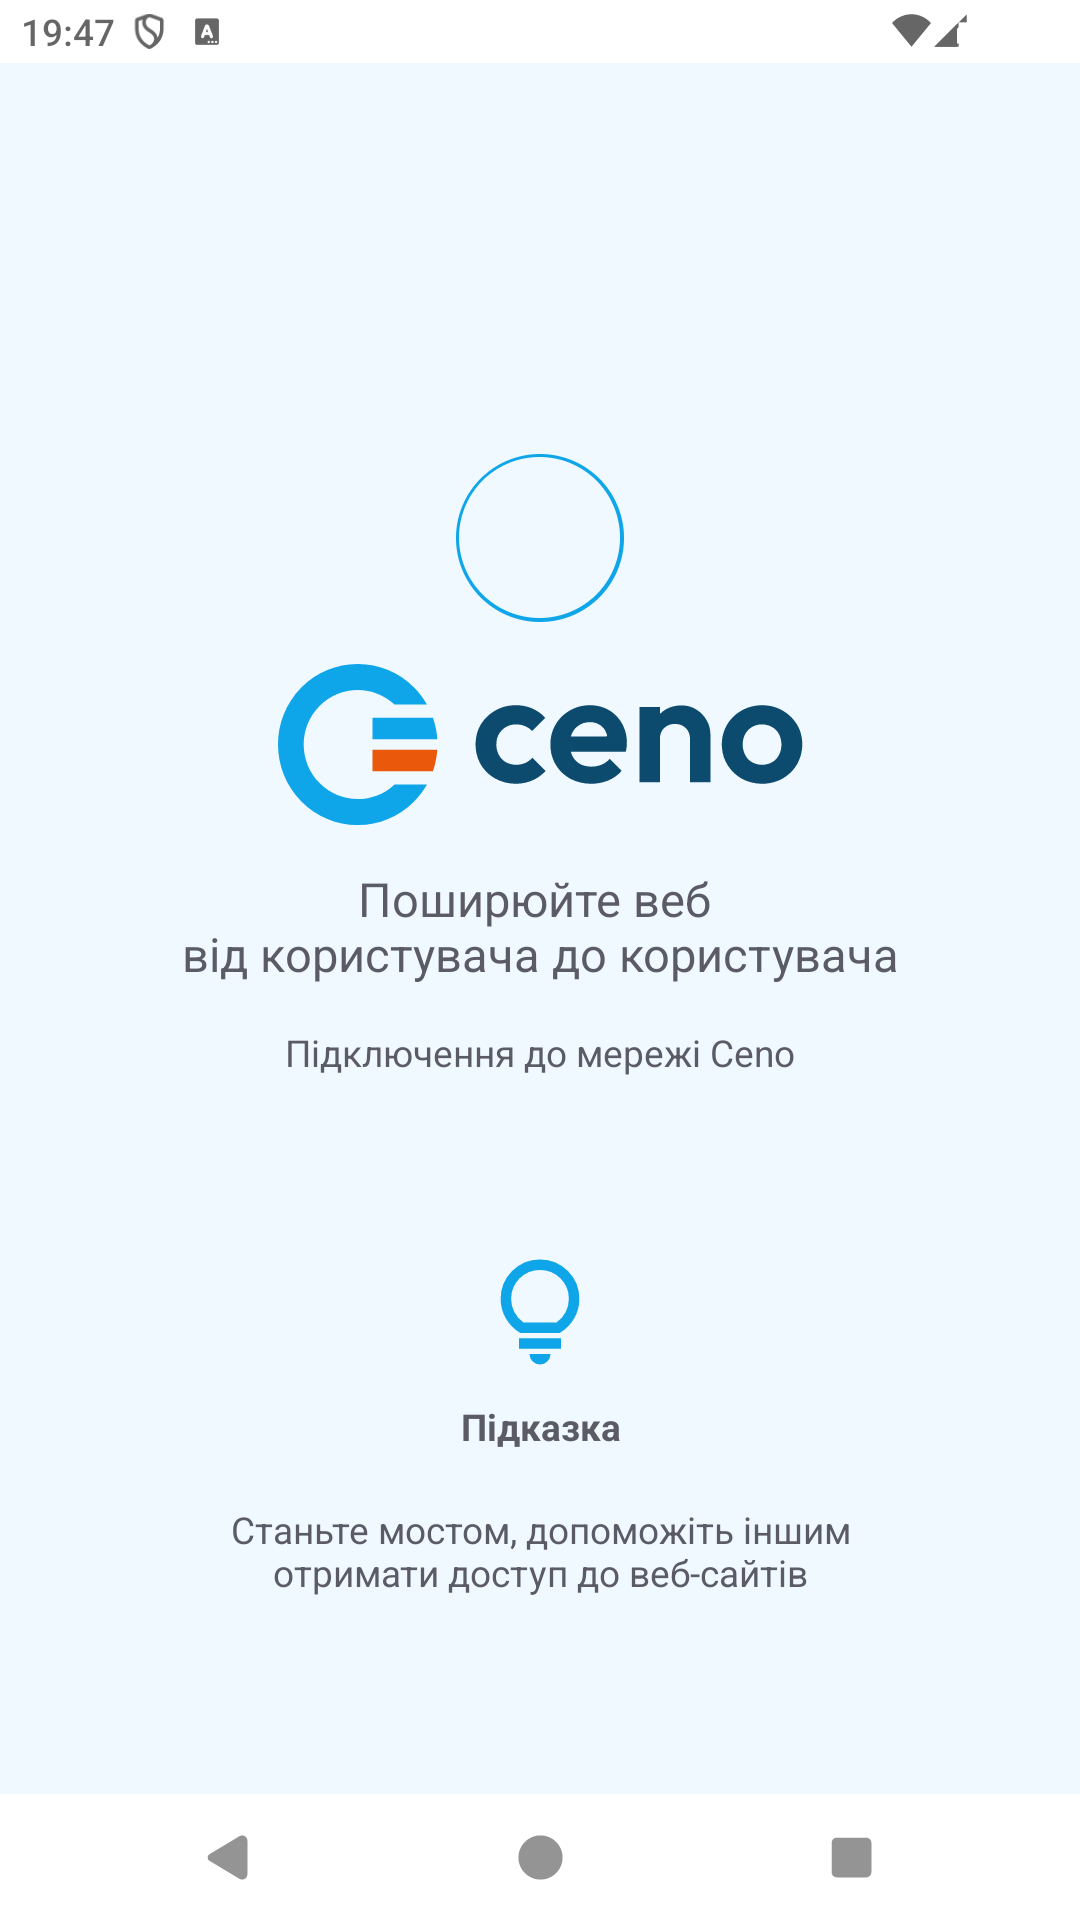 19:47
ceno
Поширюйте веб
від користувача до користувача
Підключення до мережі Ceno
Підказка
Станьте мостом, допоможіть іншим
отримати доступ до веб-сайтів